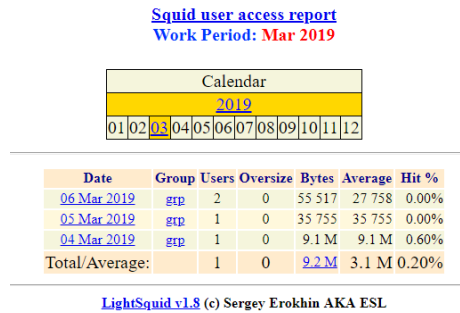 Squid user access report
Work Period: Mar 2019
Calendar
2019
01 02 03 04 05 06 07 08 09 10 11 12
Date Group Users Oversize Bytes Average Hit %
06 Mar 2019 grp 2 0 55 517 27 758 0.00%
05 Mar 2019 grp 1 0 35 755 35 755 0.00%
04 Mar 2019 grp 1 0 9.1 M 9.1 M 0.60%
Total/Average: 1 0 9.2 M 3.1 M 0.20%
LightSquid v1.8 (c) Sergey Erokhin AKA ESL